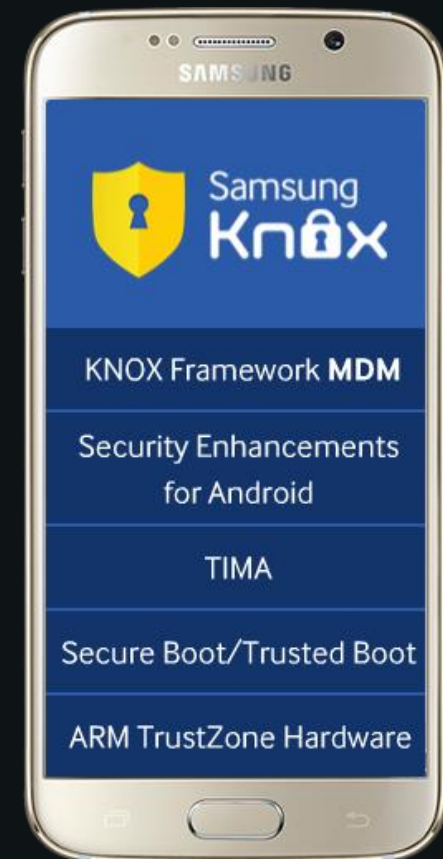 SAMSUNG
Samsung
Knox
KNOX Framework MDM
Security Enhancements
for Android
TIMA
Secure Boot/Trusted Boot
ARM TrustZone Hardware